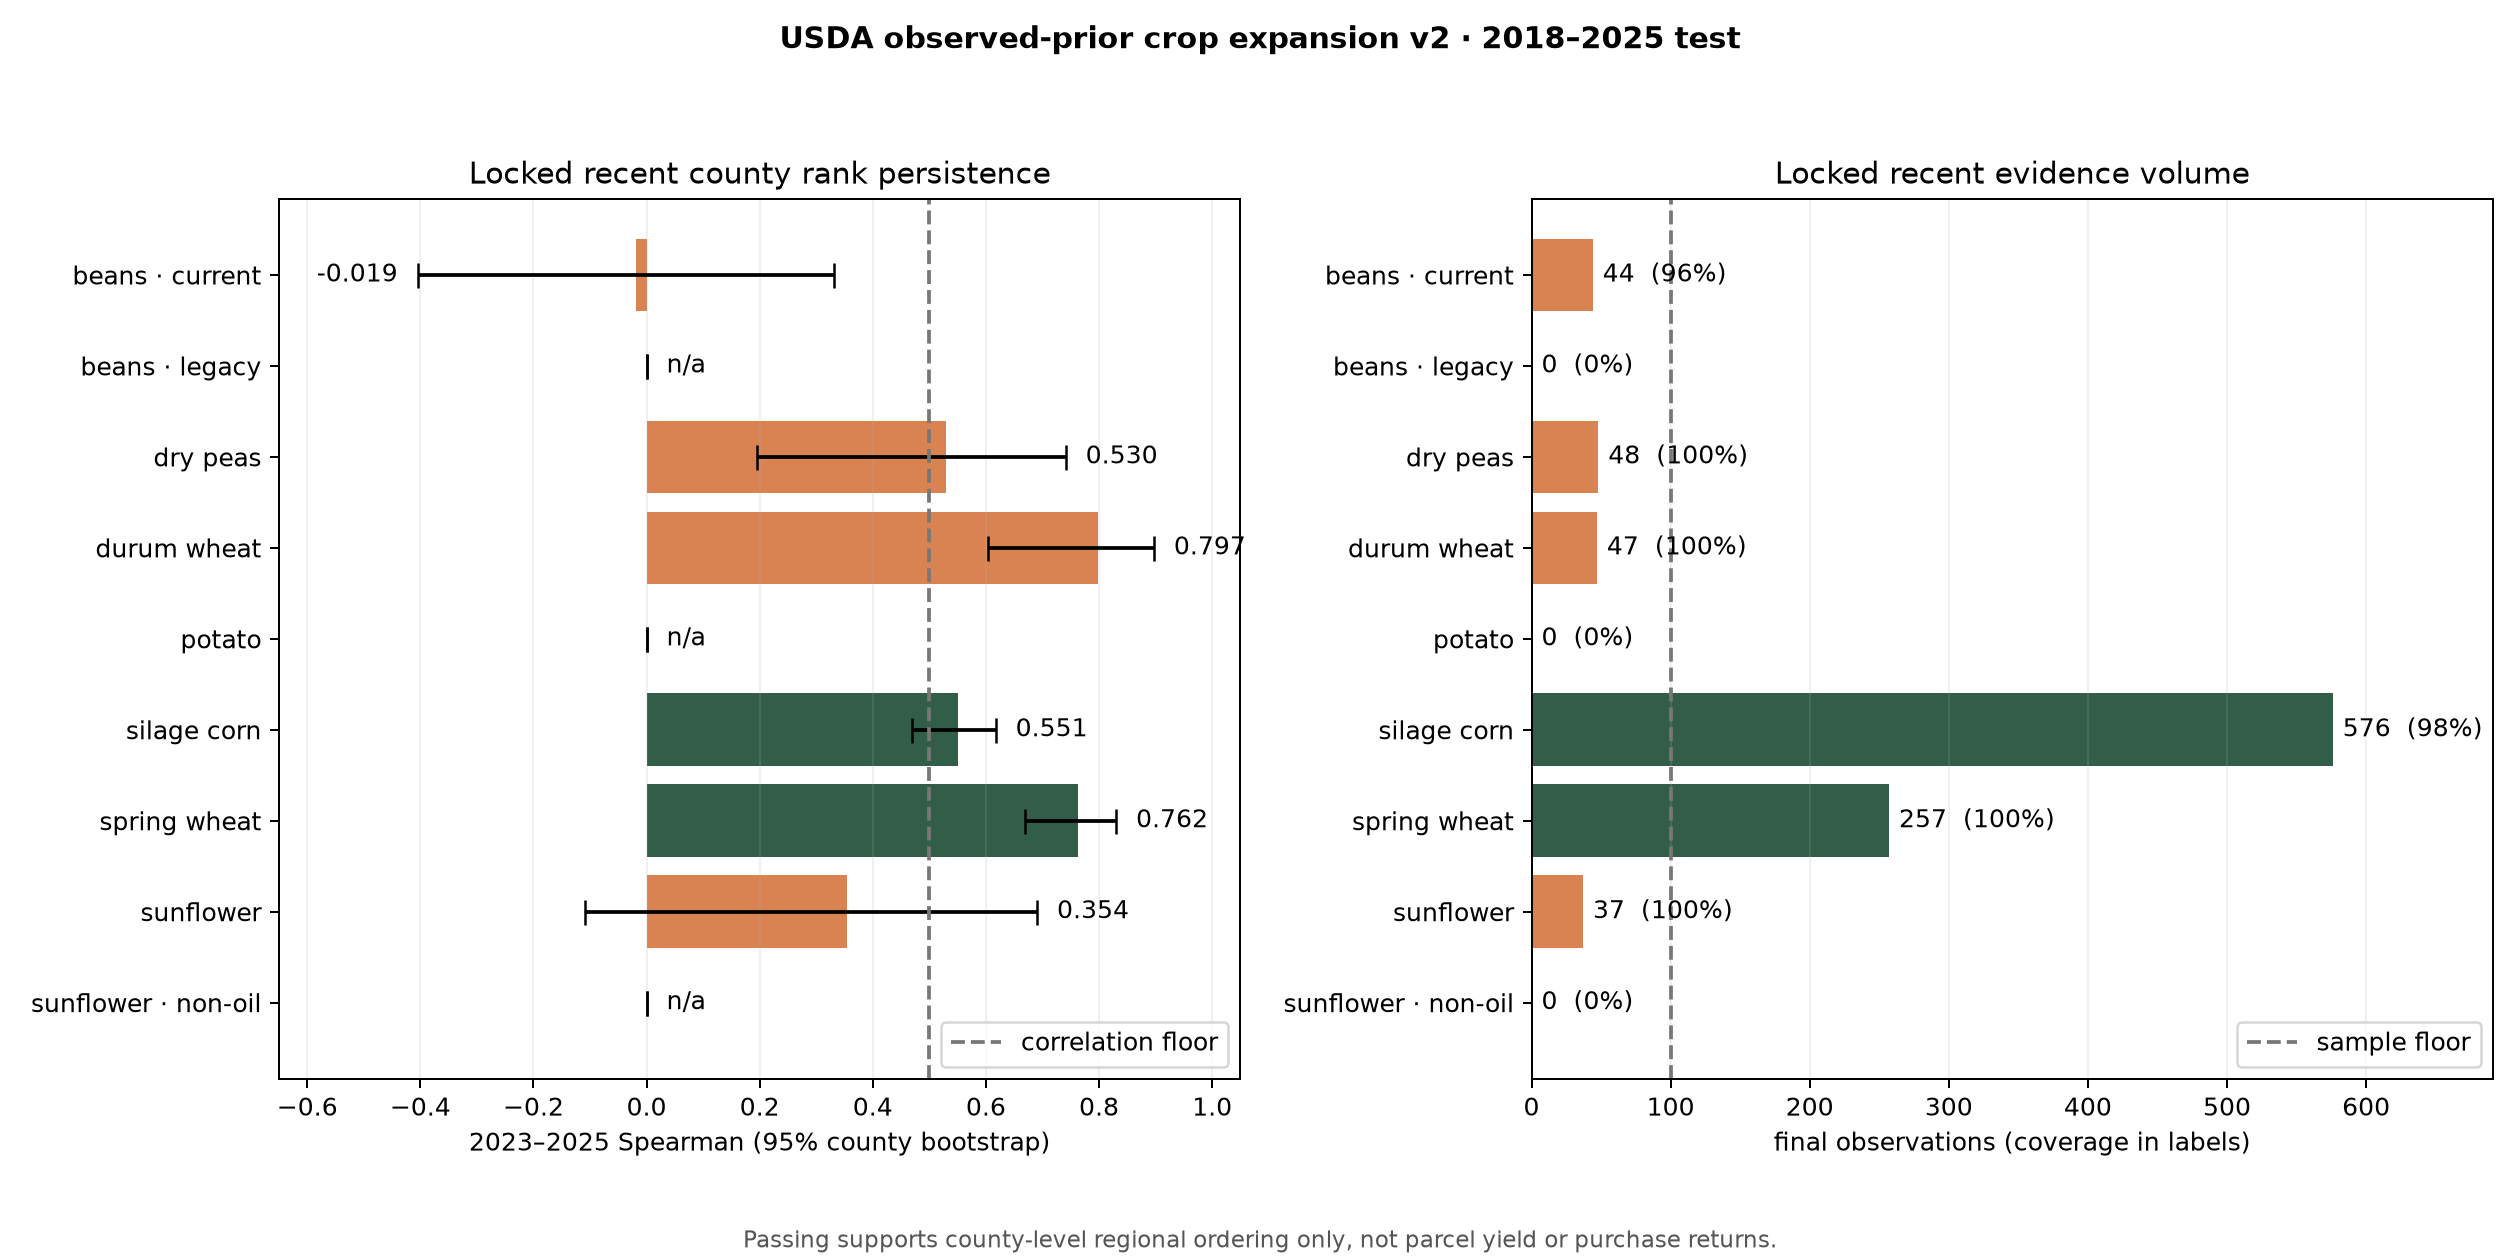 USDA observed-prior crop expansion v2 · 2018–2025 test
Locked recent county rank persistence
beans · current
-0.019
beans · legacy
n/a
dry peas
0.530
durum wheat
0.797
potato
n/a
silage corn
0.551
spring wheat
0.762
sunflower
0.354
sunflower · non-oil
n/a
correlation floor
−0.6 −0.4 −0.2 0.0 0.2 0.4 0.6 0.8 1.0
2023–2025 Spearman (95% county bootstrap)
Locked recent evidence volume
beans · current
44 (96%)
beans · legacy
0 (0%)
dry peas
48 (100%)
durum wheat
47 (100%)
potato
0 (0%)
silage corn
576 (98%)
spring wheat
257 (100%)
sunflower
37 (100%)
sunflower · non-oil
0 (0%)
sample floor
0 100 200 300 400 500 600
final observations (coverage in labels)
Passing supports county-level regional ordering only, not parcel yield or purchase returns.